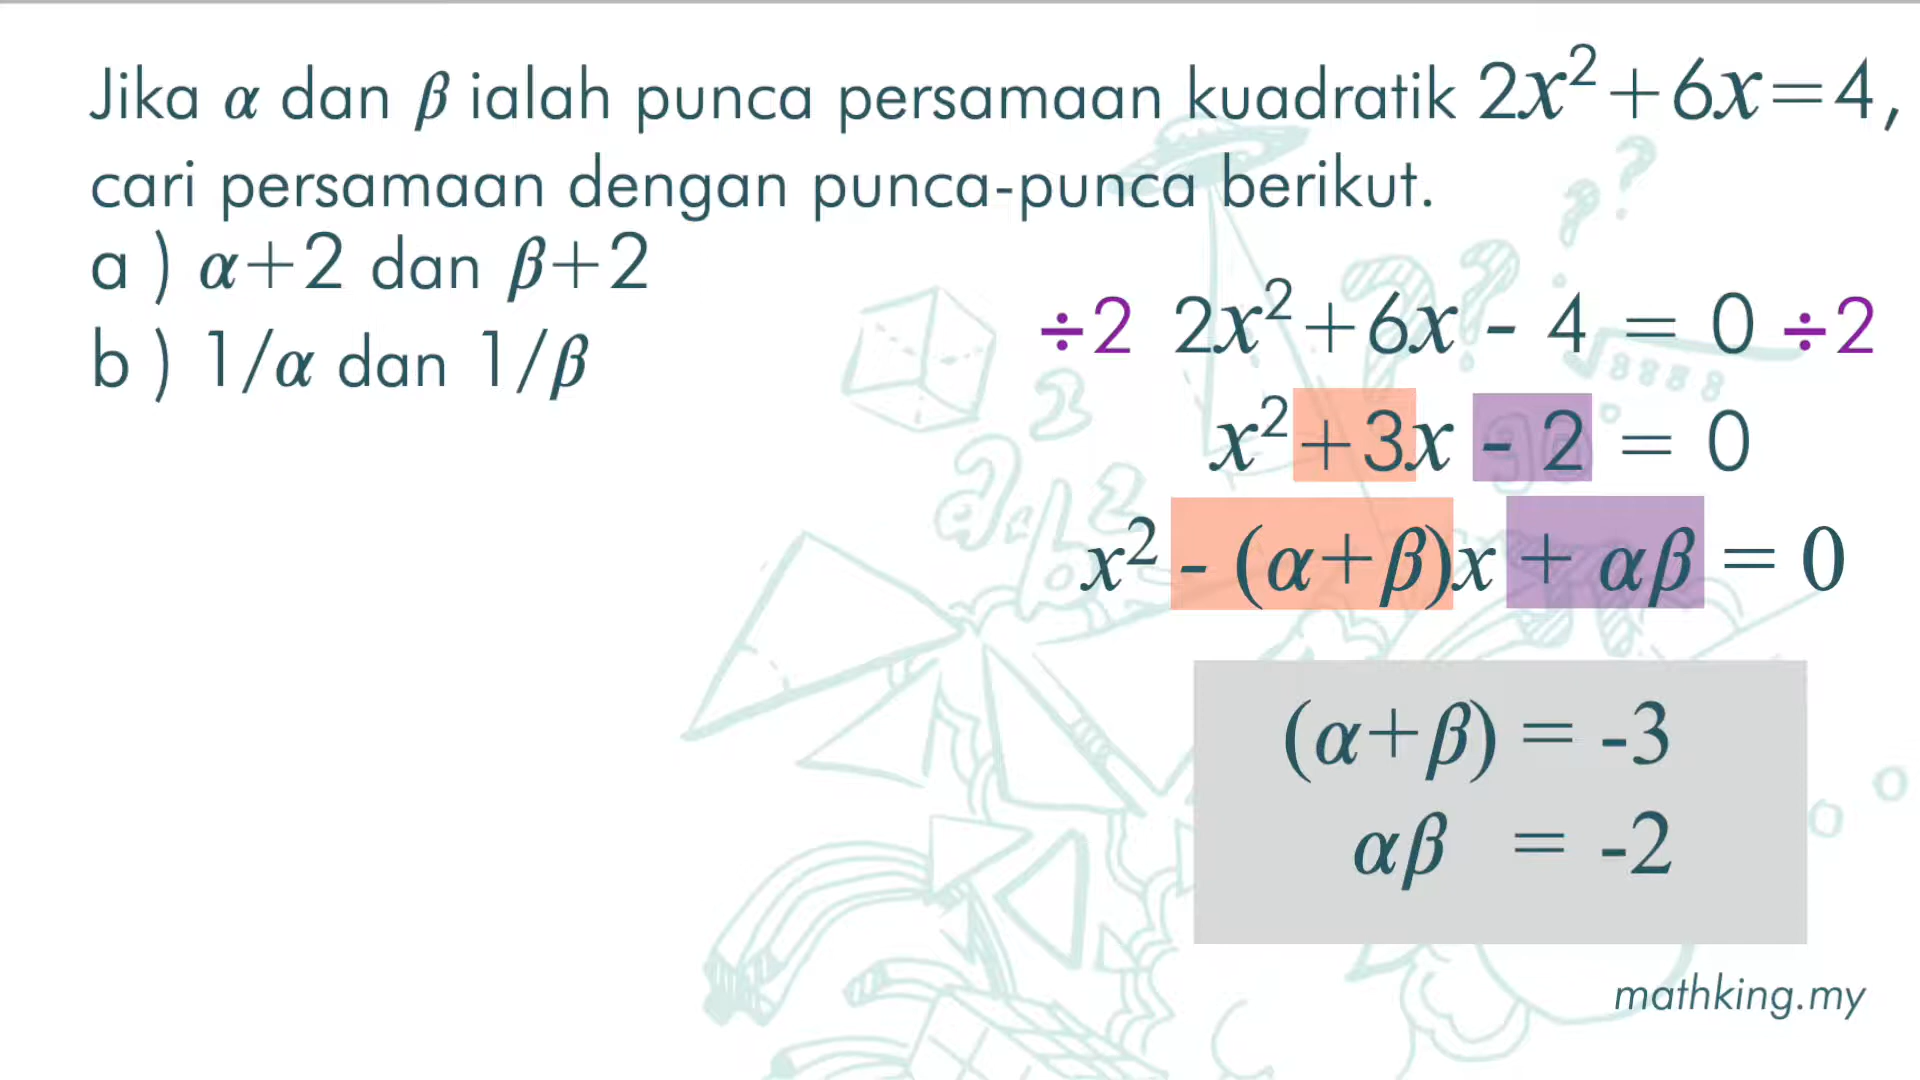 Jika α dan β ialah punca persamaan kuadratik 2x²+6x=4,
cari persamaan dengan punca-punca berikut.
a ) α+2 dan β+2
b ) 1/α dan 1/β
÷2 2x²+6x - 4 = 0 ÷2
x²+3x - 2 = 0
x² - (α+β)x + αβ = 0
(α+β) = -3
αβ = -2
mathking.my